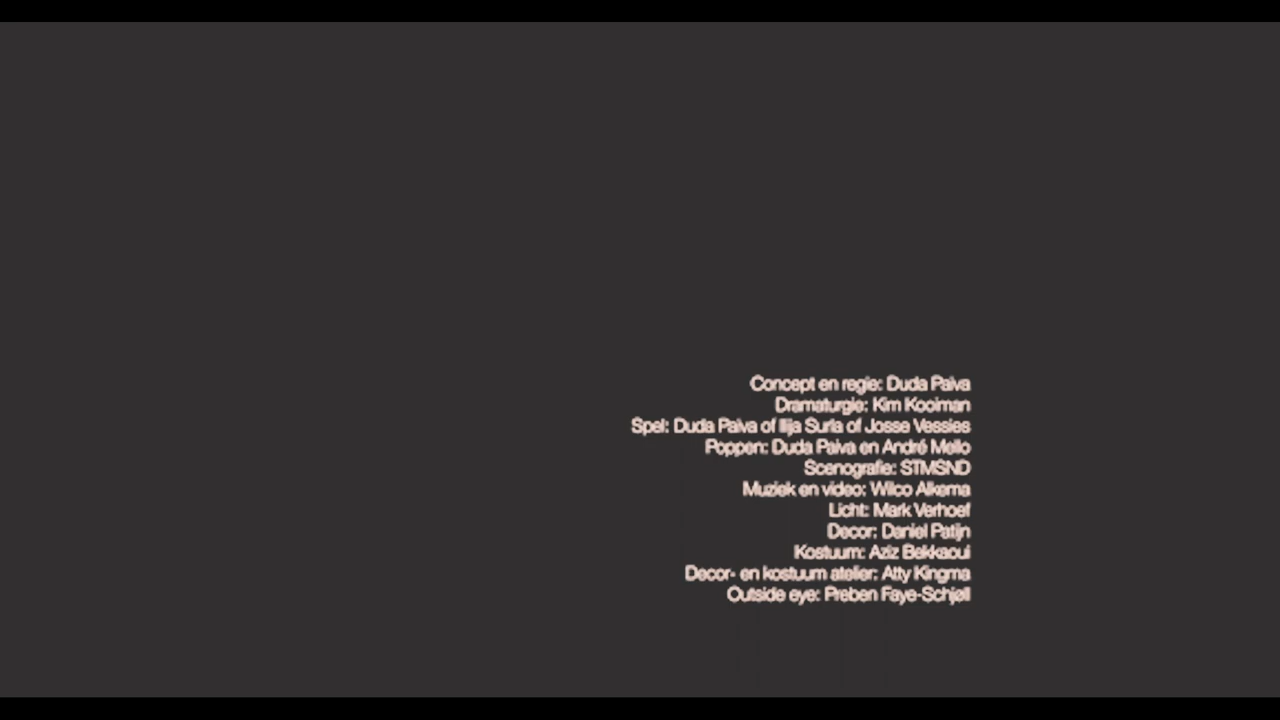 Concept en regie: Duda Paiva
Dramaturgie: Kim Kooiman
Spel: Duda Paiva of Ilija Surla of Josse Vessies
Poppen: Duda Paiva en André Mello
Scenografie: STMSND
Muziek en video: Wilco Alkema
Licht: Mark Verhoef
Decor: Daniel Patijn
Kostuum: Aziz Bekkaoui
Decor- en kostuum atelier: Atty Kingma
Outside eye: Preben Faye-Schjøll